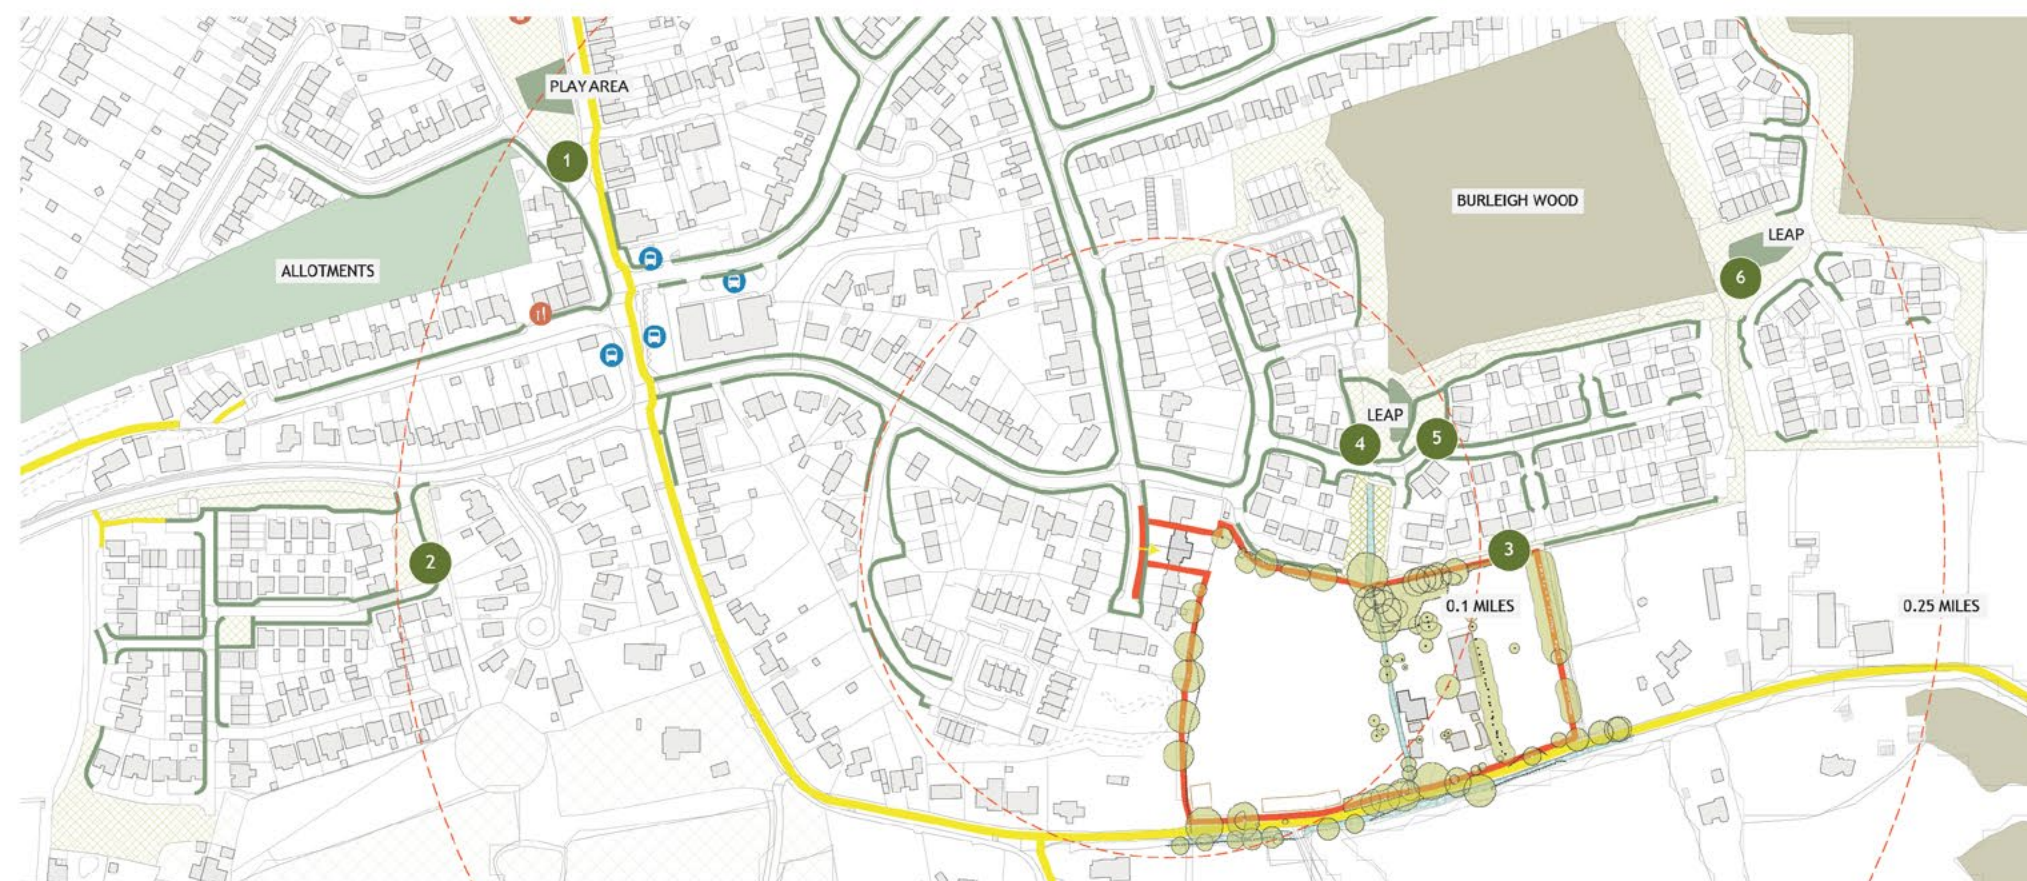 PLAY AREA
1
BURLEIGH WOOD
LEAP
ALLOTMENTS
6
LEAP
4
5
3
2
0.1 MILES
0.25 MILES